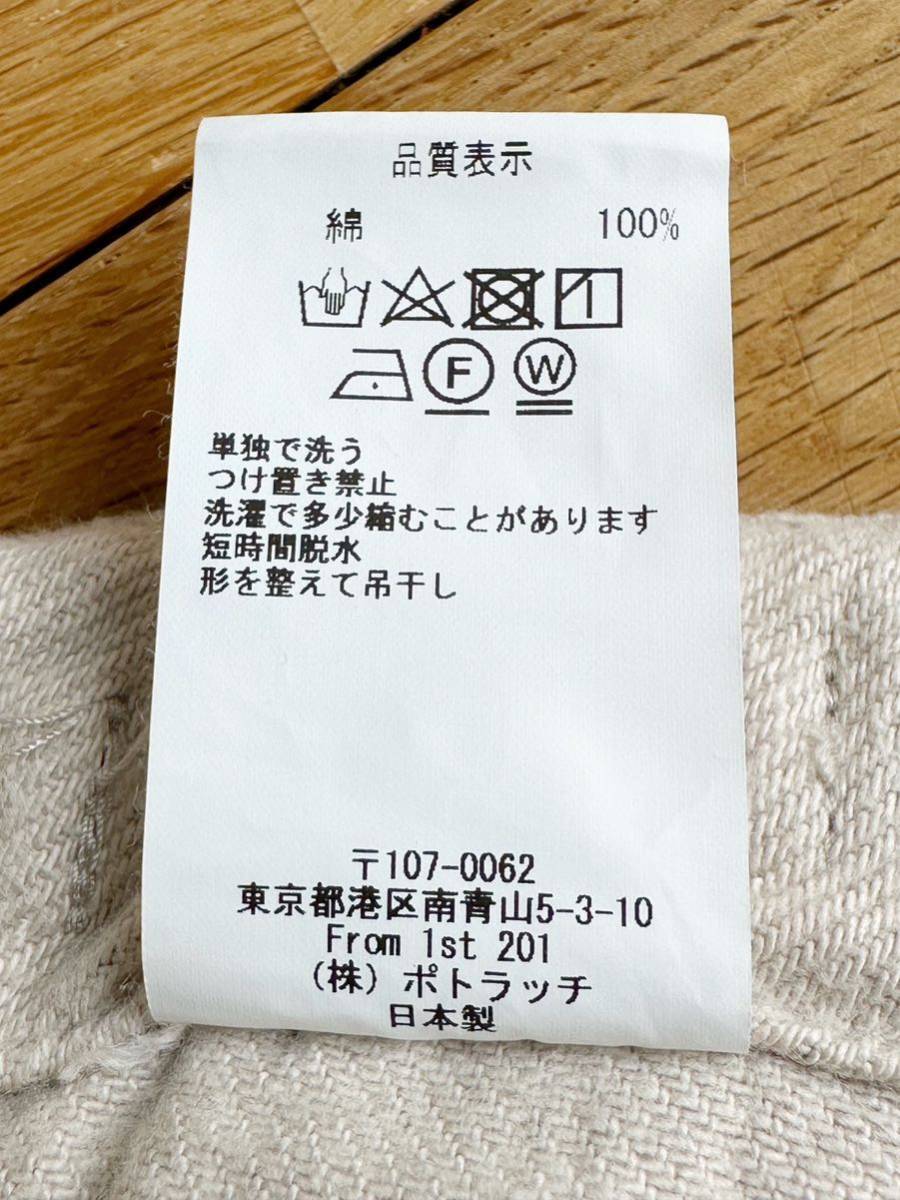 品質表示
綿 100%
F W
単独で洗う
つけ置き禁止
洗濯で多少縮むことがあります
短時間脱水
形を整えて吊干し
〒107-0062
東京都港区南青山5-3-10
From 1st 201
(株) ポトラッチ
日本製